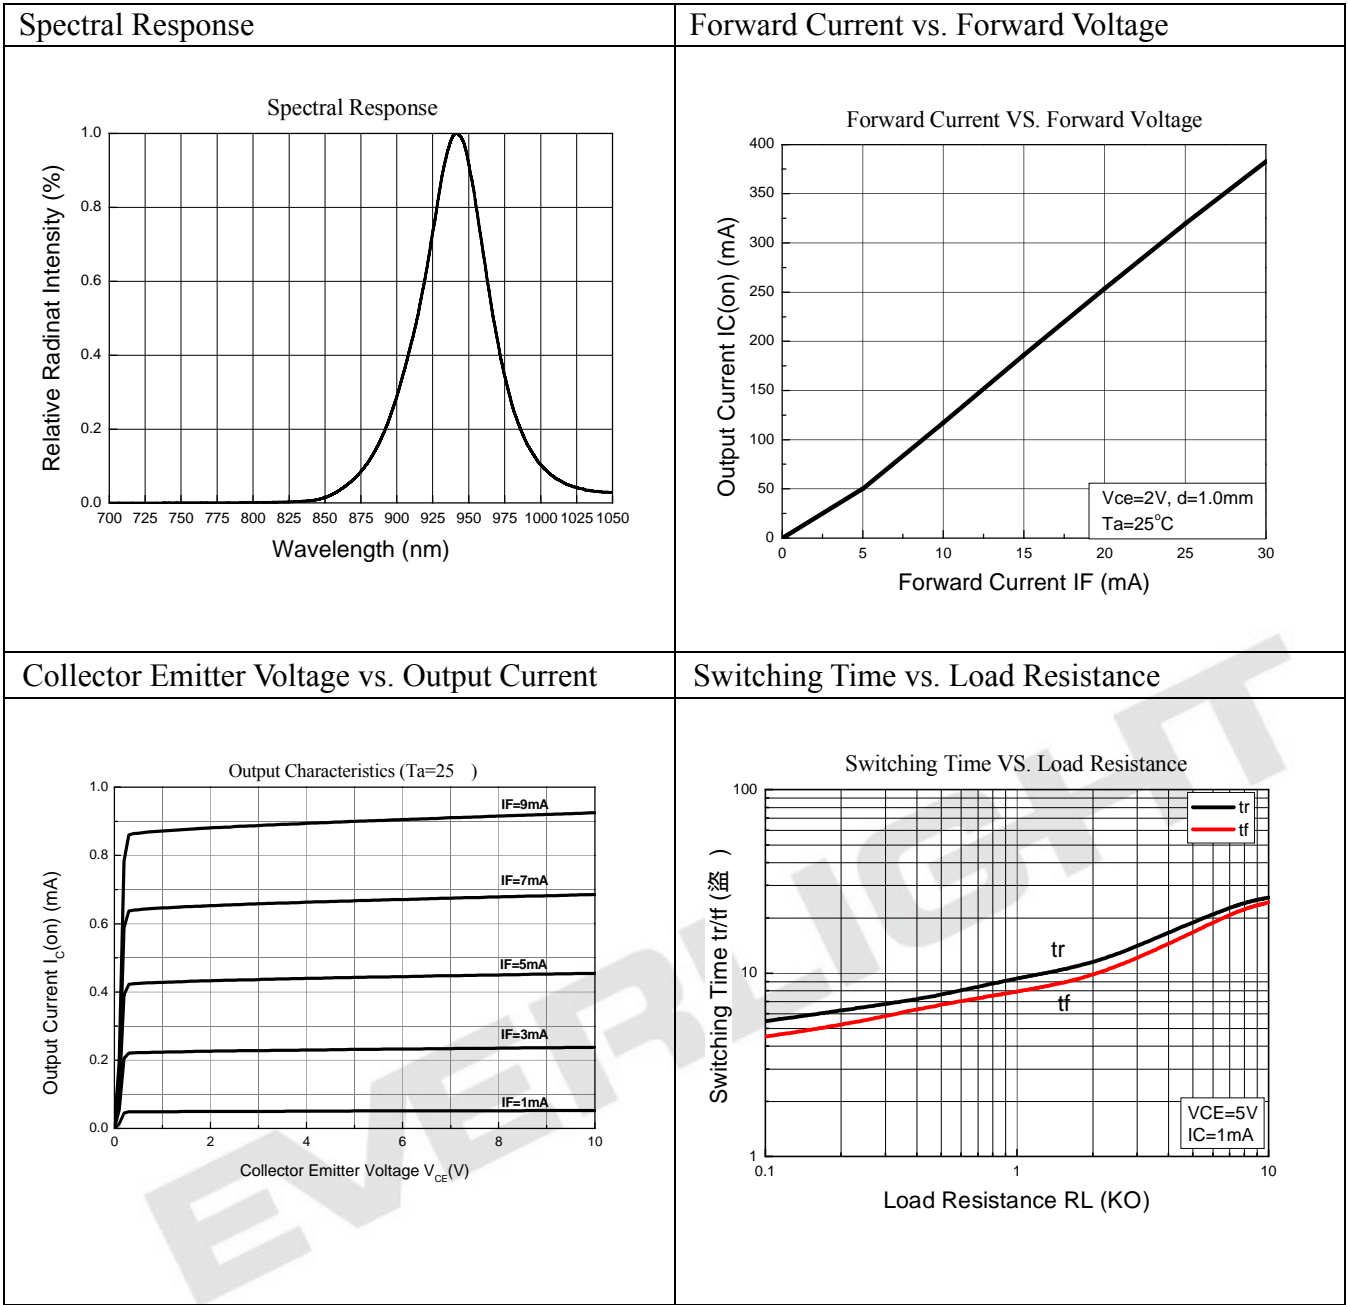 Spectral Response
Forward Current vs. Forward Voltage
Spectral Response
Relative Radinat Intensity (%)
1.0
0.8
0.6
0.4
0.2
0.0
700 725 750 775 800 825 850 875 900 925 950 975 1000 1025 1050
Wavelength (nm)
Forward Current VS. Forward Voltage
Output Current IC(on) (mA)
400
350
300
250
200
150
100
50
0
Vce=2V, d=1.0mm
Ta=25°C
0 5 10 15 20 25 30
Forward Current IF (mA)
Collector Emitter Voltage vs. Output Current
Switching Time vs. Load Resistance
Output Characteristics (Ta=25 )
Output Current I_C(on) (mA)
1.0
0.8
0.6
0.4
0.2
0.0
IF=9mA
IF=7mA
IF=5mA
IF=3mA
IF=1mA
0 2 4 6 8 10
Collector Emitter Voltage V_CE(V)
Switching Time VS. Load Resistance
Switching Time tr/tf (盜 )
100
10
1
tr
tf
tr
tf
VCE=5V
IC=1mA
0.1 1 10
Load Resistance RL (KO)
EVERLIGHT